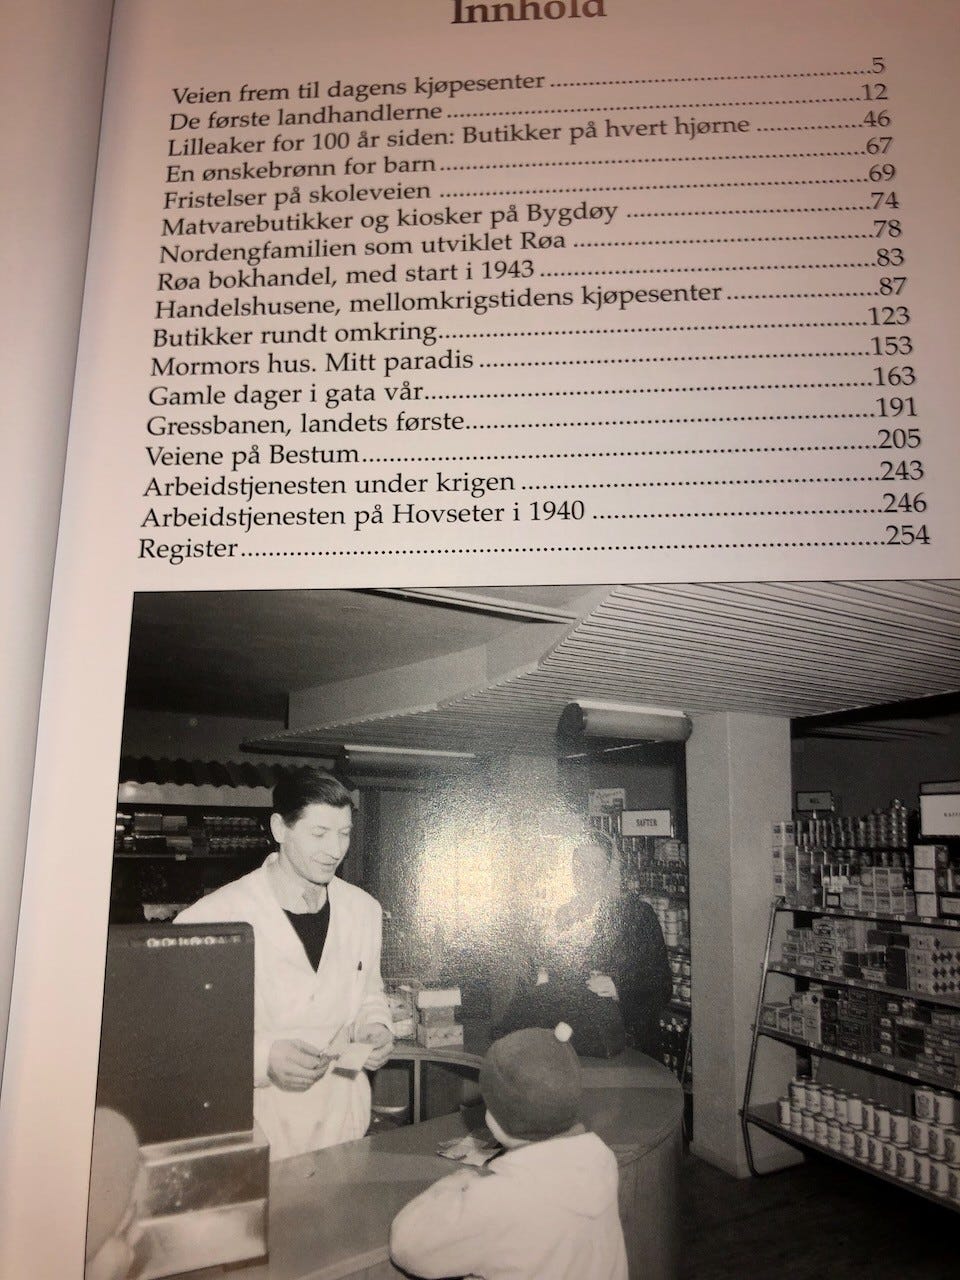 Innhold
Veien frem til dagens kjøpesenter ..........5
De første landhandlerne ..........12
Lilleaker for 100 år siden: Butikker på hvert hjørne ..........46
En ønskebrønn for barn ..........67
Fristelser på skoleveien ..........69
Matvarebutikker og kiosker på Bygdøy ..........74
Nordengfamilien som utviklet Røa ..........78
Røa bokhandel, med start i 1943 ..........83
Handelshusene, mellomkrigstidens kjøpesenter ..........87
Butikker rundt omkring..........123
Mormors hus. Mitt paradis ..........153
Gamle dager i gata vår..........163
Gressbanen, landets første..........191
Veiene på Bestum..........205
Arbeidstjenesten under krigen ..........243
Arbeidstjenesten på Hovseter i 1940 ..........246
Register..........254
SAFTER
MEL